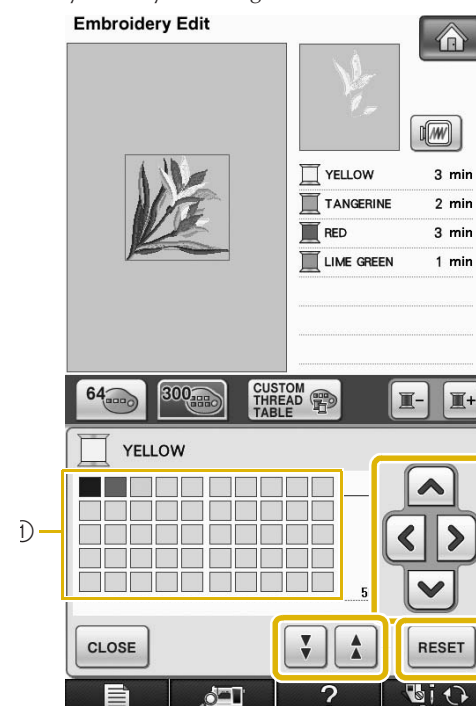 Embroidery Edit
YELLOW 3 min
TANGERINE 2 min
RED 3 min
LIME GREEN 1 min
64
300
CUSTOM
THREAD
TABLE
YELLOW
1
5
CLOSE
RESET
?